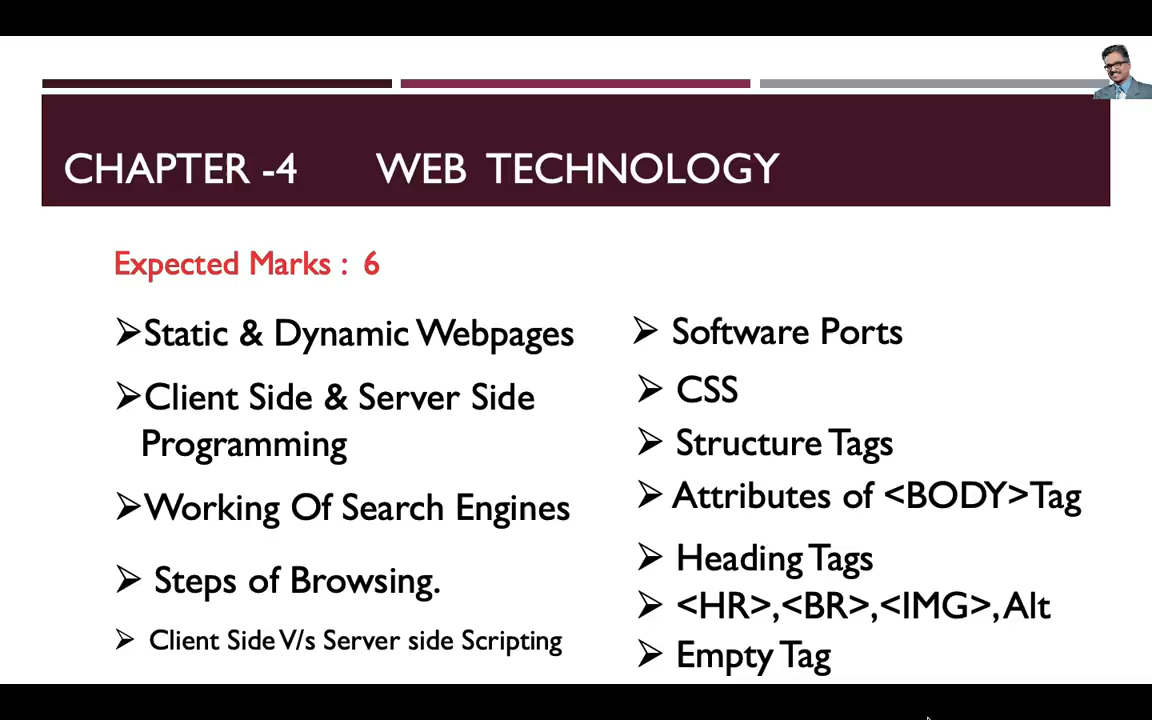 CHAPTER -4 WEB TECHNOLOGY
Expected Marks : 6
➢Static & Dynamic Webpages
➢Client Side & Server Side
Programming
➢Working Of Search Engines
➢ Steps of Browsing.
➢ Client Side V/s Server side Scripting
➢ Software Ports
➢ CSS
➢ Structure Tags
➢ Attributes of <BODY> Tag
➢ Heading Tags
➢ <HR>,<BR>,<IMG>, Alt
➢ Empty Tag